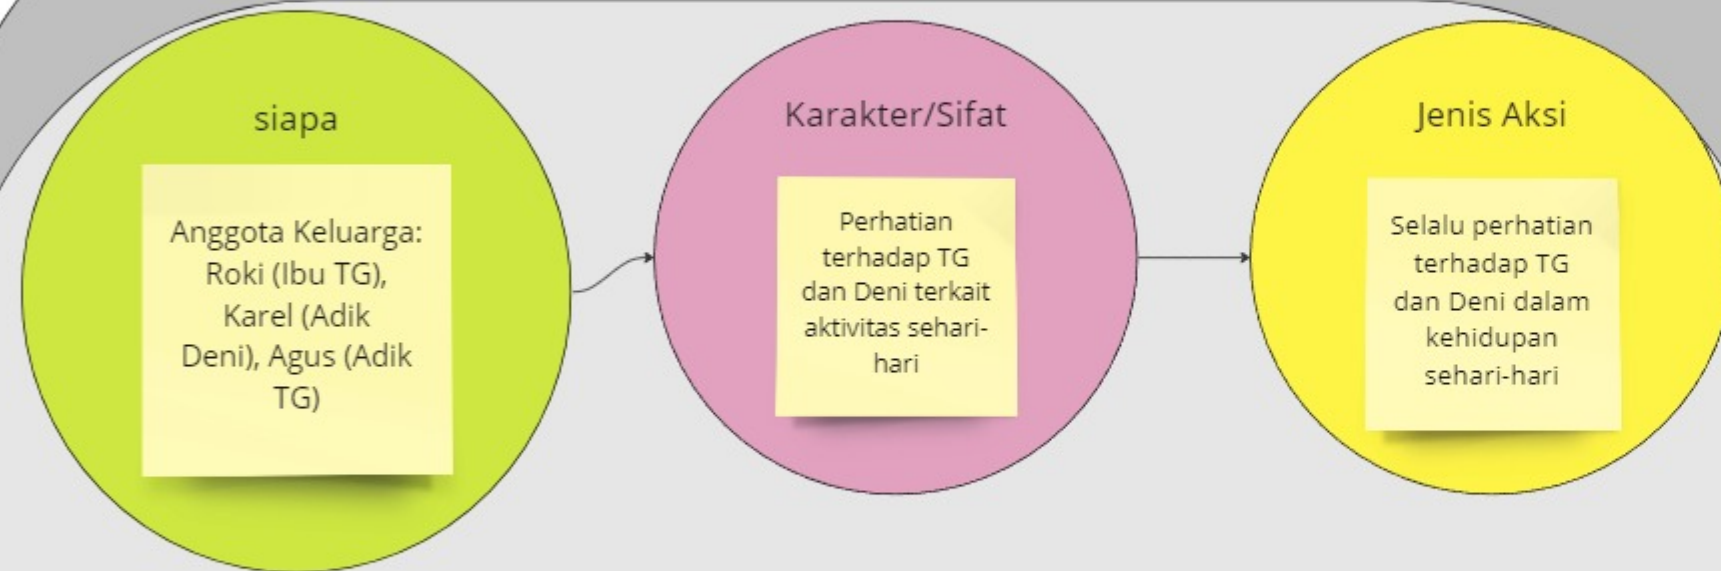 siapa
Anggota Keluarga:
Roki (Ibu TG),
Karel (Adik
Deni), Agus (Adik
TG)
Karakter/Sifat
Perhatian
terhadap TG
dan Deni terkait
aktivitas sehari-
hari
Jenis Aksi
Selalu perhatian
terhadap TG
dan Deni dalam
kehidupan
sehari-hari